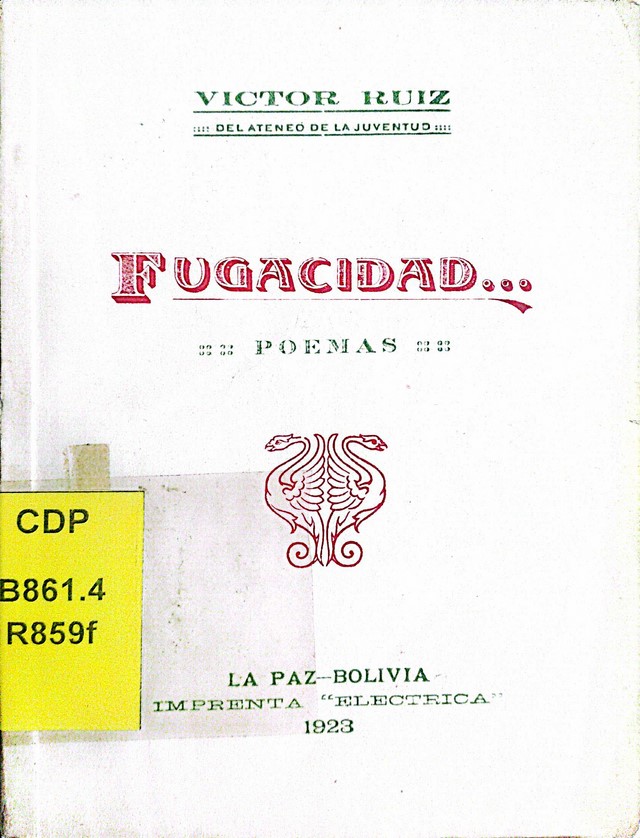 VICTOR RUIZ
DEL ATENEO DE LA JUVENTUD
FUGACIDAD...
POEMAS
CDP
B861.4
R859f
LA PAZ--BOLIVIA
IMPRENTA "ELECTRICA"
1923